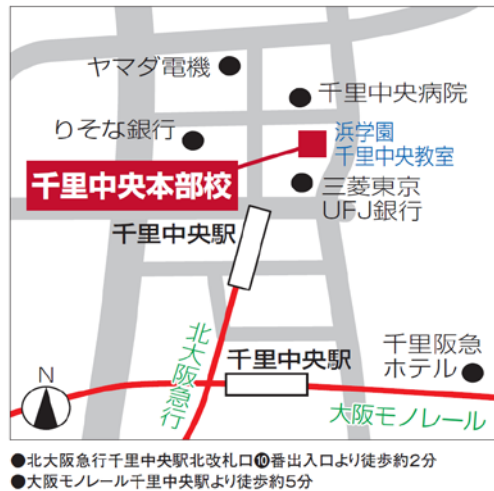 ヤマダ電機
千里中央病院
りそな銀行
浜学園
千里中央教室
千里中央本部校
三菱東京
UFJ銀行
千里中央駅
北大阪急行
千里中央駅
千里阪急
ホテル
N
大阪モノレール
●北大阪急行千里中央駅北改札口❿番出入口より徒歩約2分
●大阪モノレール千里中央駅より徒歩約5分